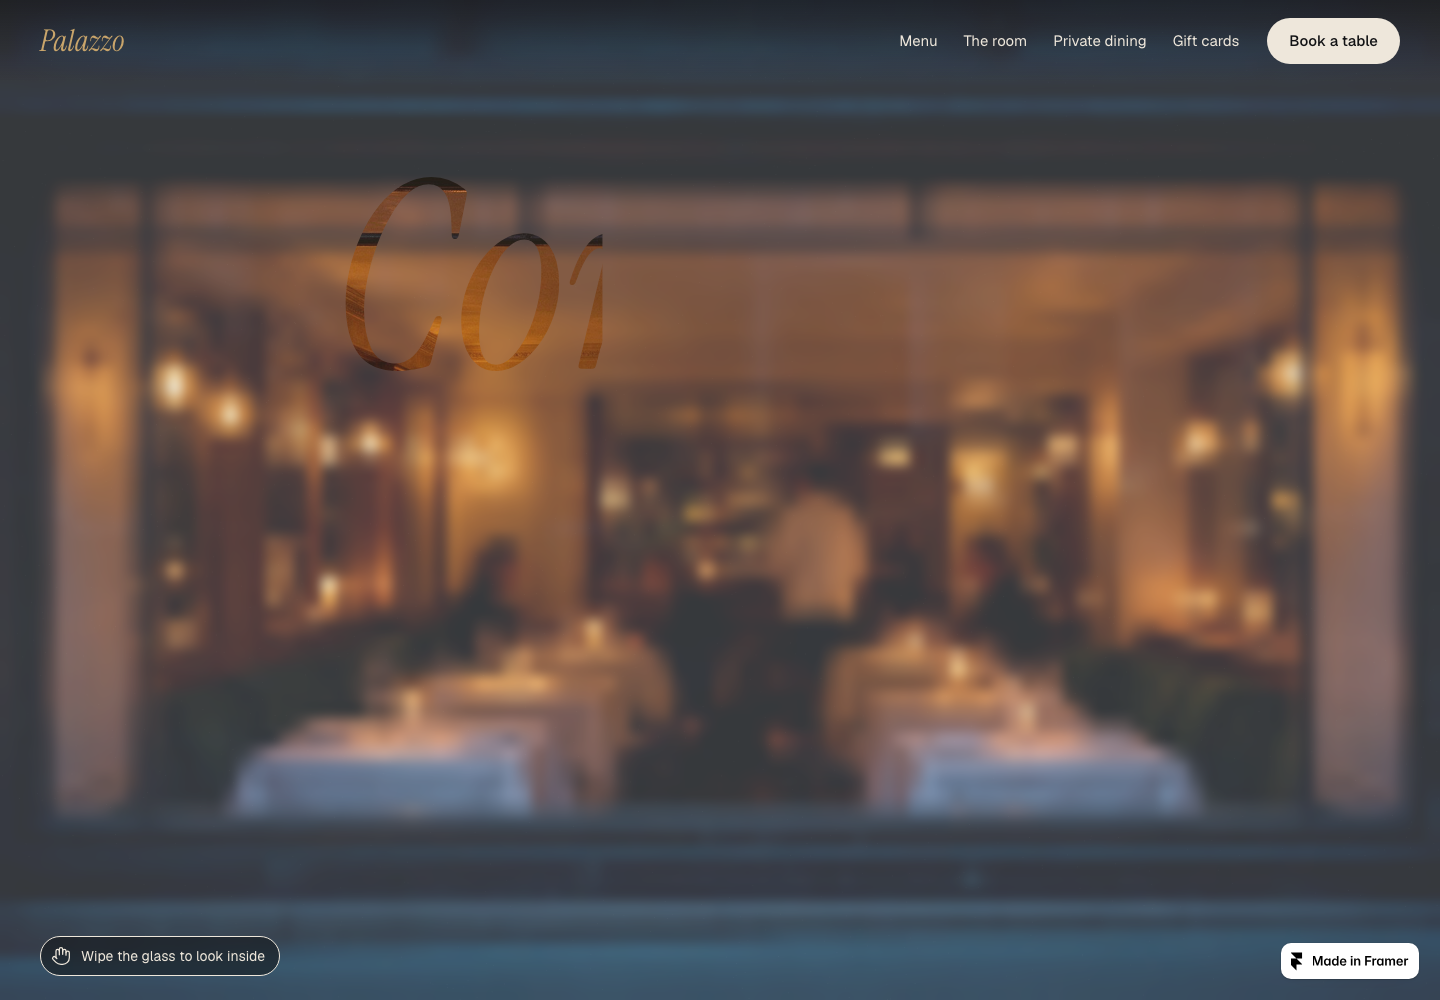 Palazzo
Menu The room Private dining Gift cards Book a table
Co
Wipe the glass to look inside
Made in Framer